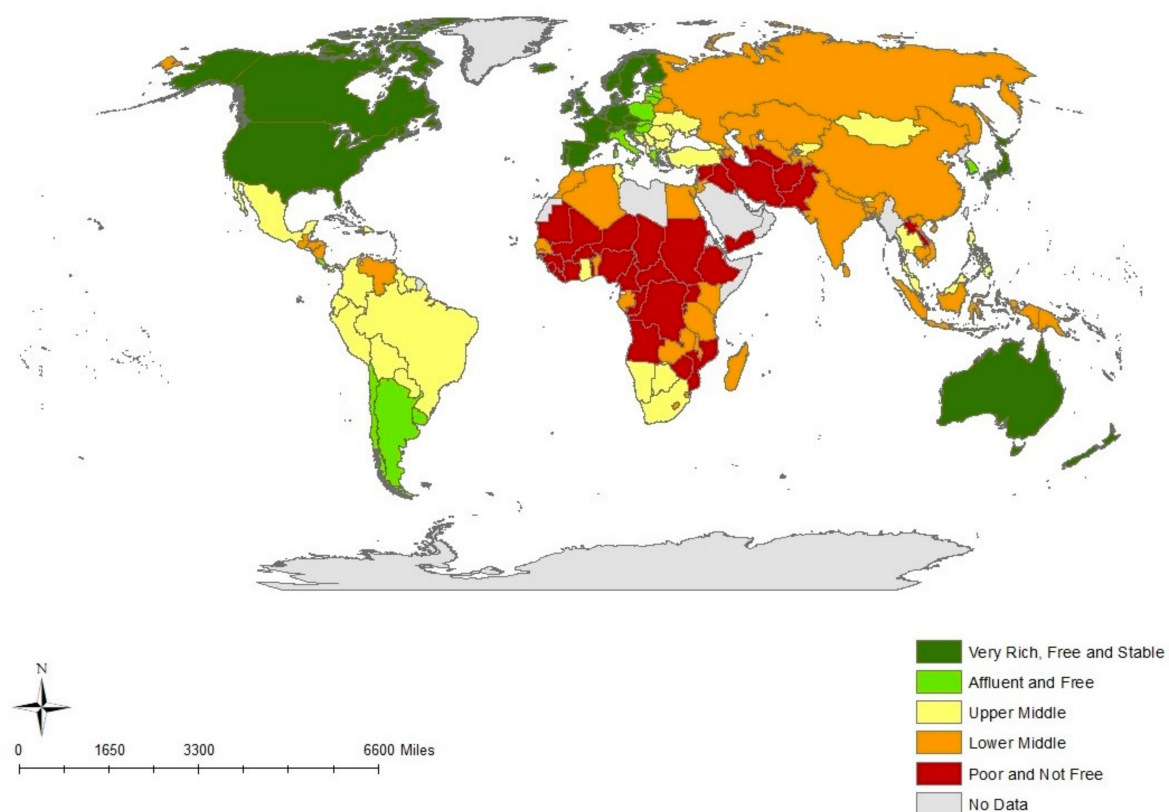 Very Rich, Free and Stable
Affluent and Free
Upper Middle
Lower Middle
Poor and Not Free
No Data
N
0 1650 3300 6600 Miles